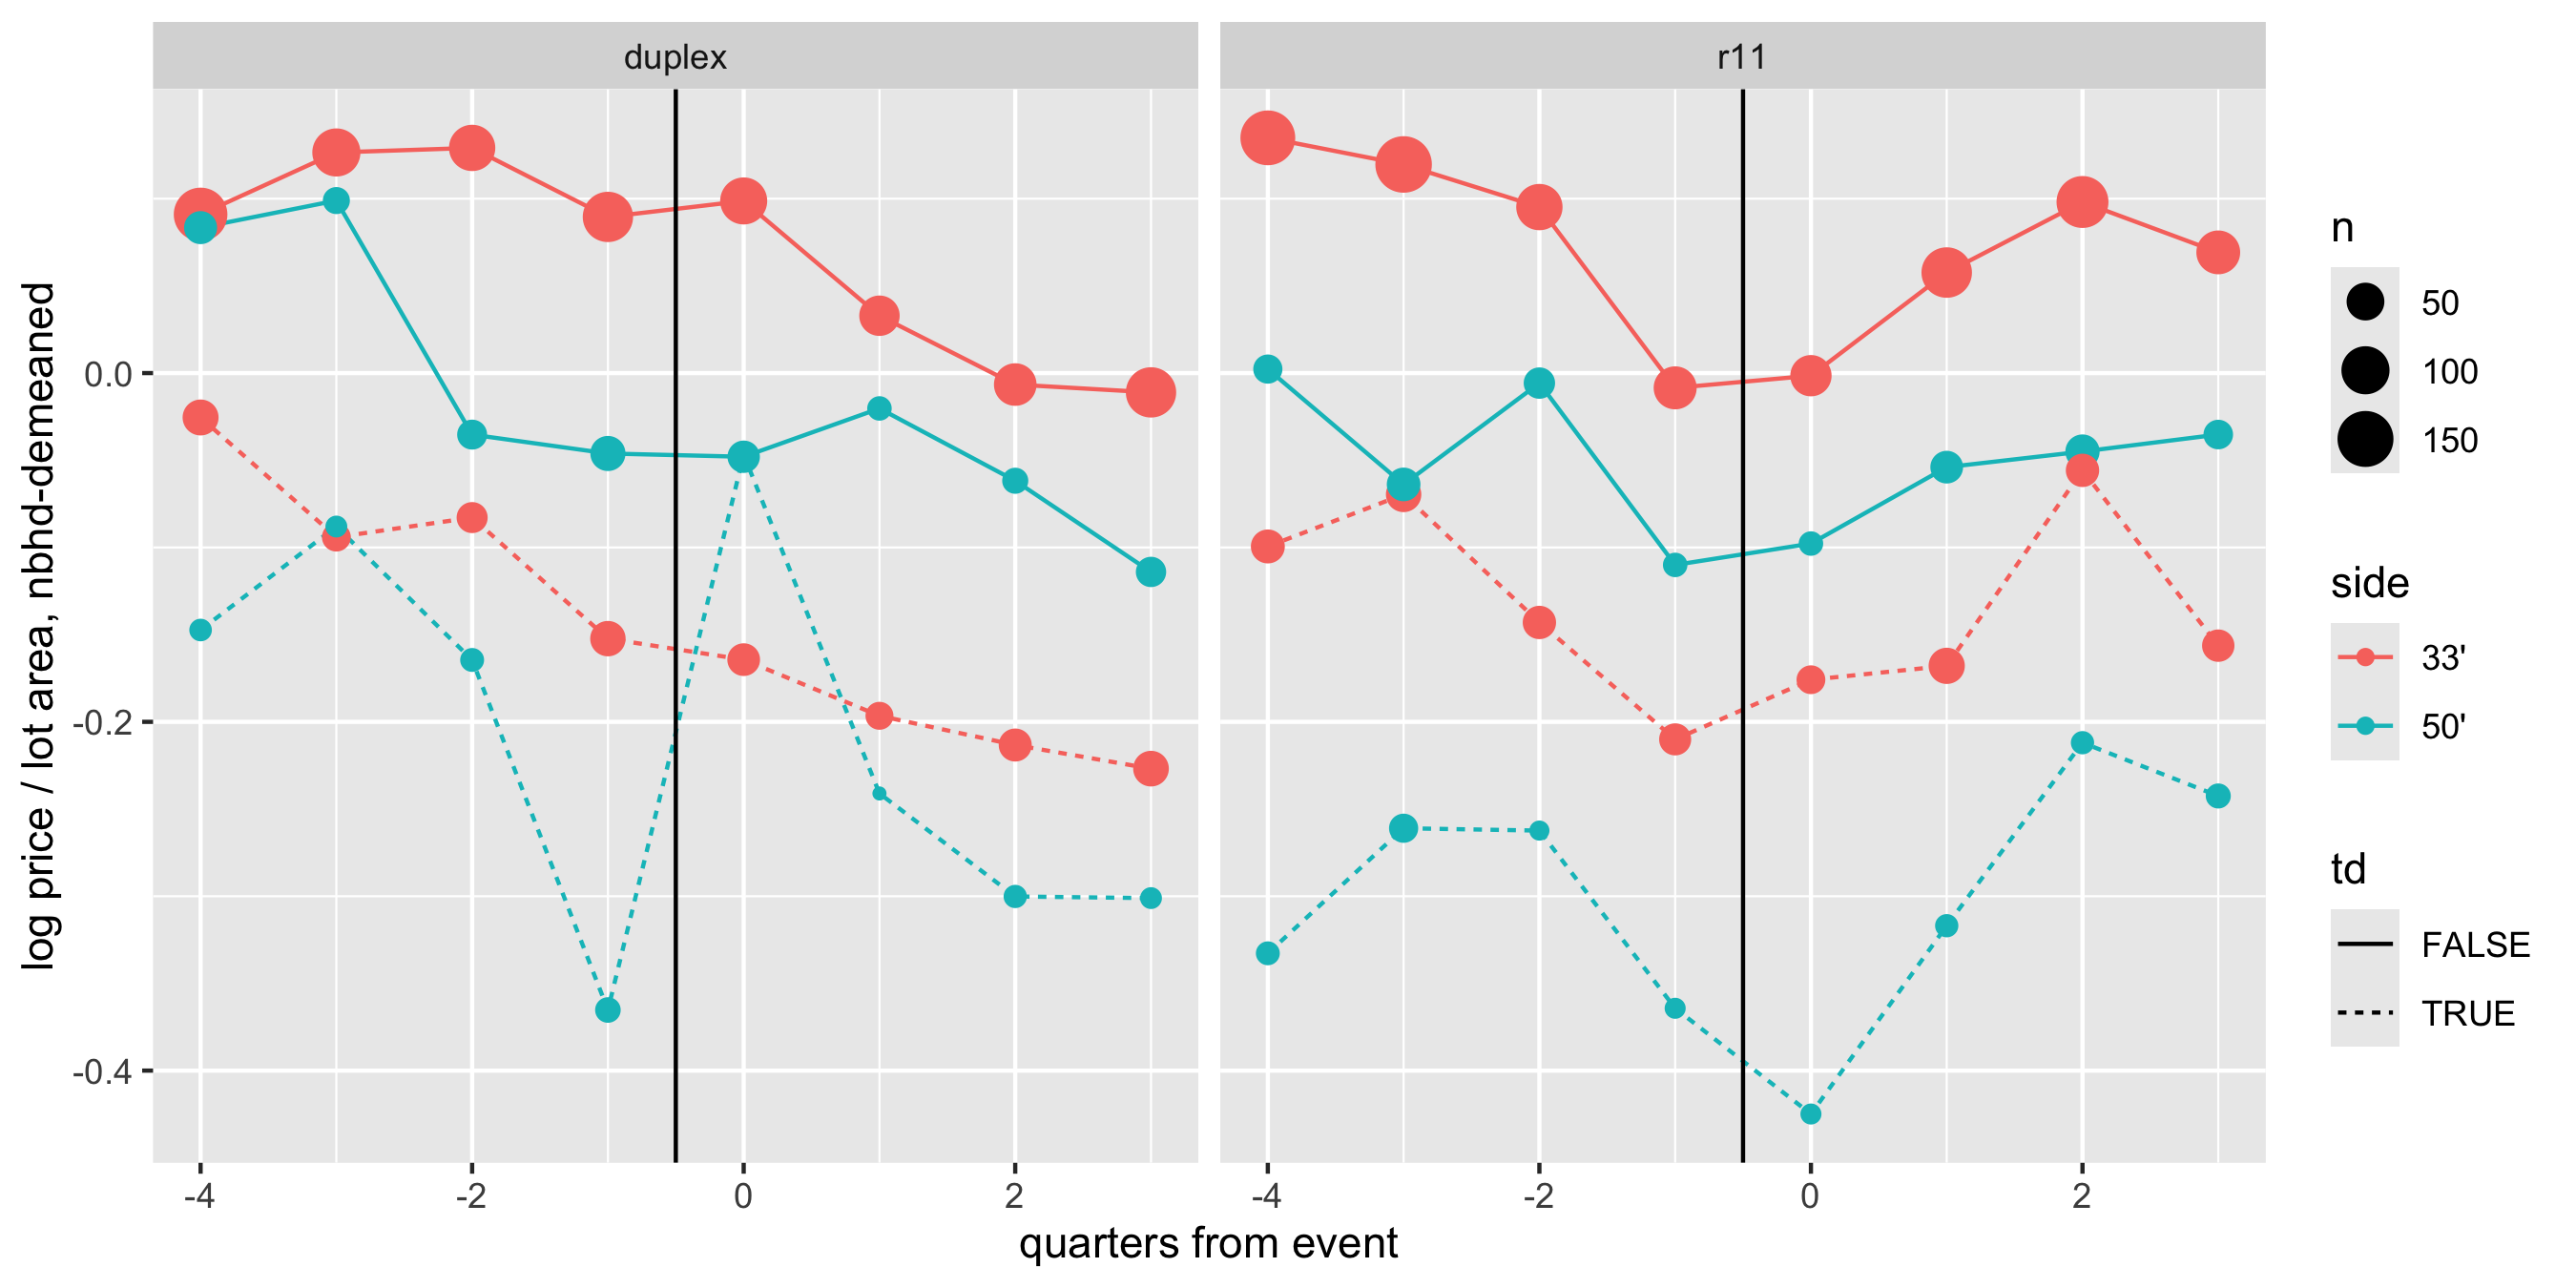 duplex
r11
log price / lot area, nbhd-demeaned
0.0
-0.2
-0.4
-4
-2
0
2
-4
-2
0
2
quarters from event
n
50
100
150
side
33'
50'
td
FALSE
TRUE